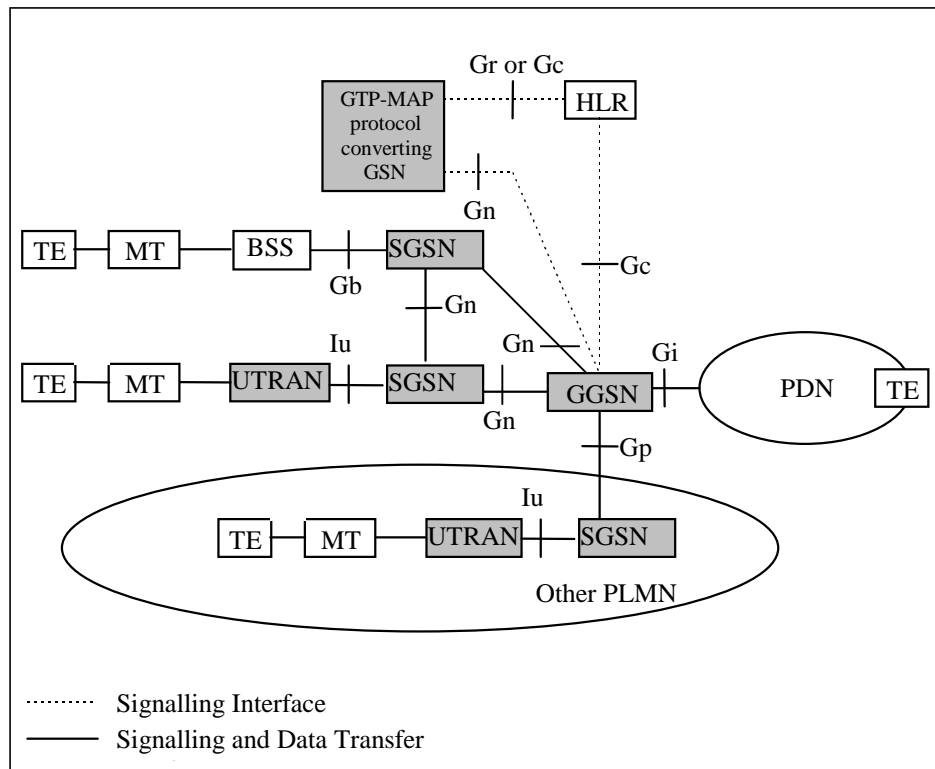 Gr or Gc
GTP-MAP
protocol
converting
GSN
HLR
Gn
TE
MT
BSS
SGSN
Gb
Gc
Gn
Iu
Gn
Gi
TE
MT
UTRAN
SGSN
Gn
GGSN
PDN
TE
Gp
Iu
TE
MT
UTRAN
SGSN
Other PLMN
Signalling Interface
Signalling and Data Transfer